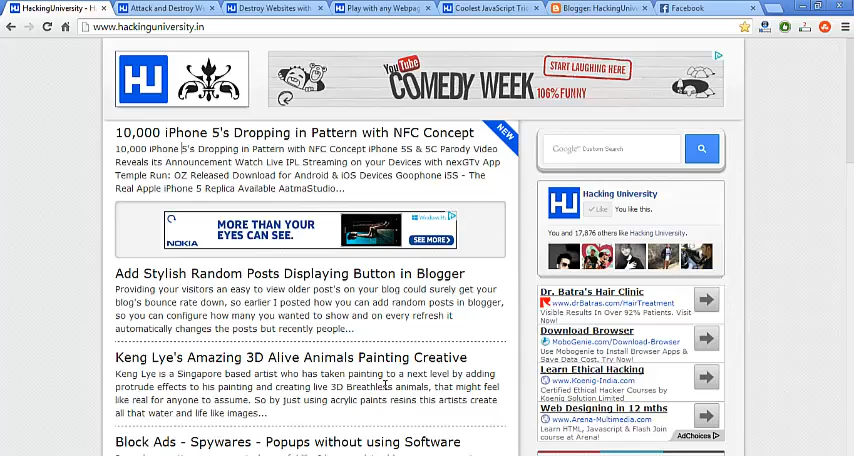 HackingUniversity - H
Attack and Destroy We
Destroy Websites with
Play with any Webpag
Coolest JavaScript Tric
Blogger: HackingUniv
Facebook
www.hackinguniversity.in
HU
YouTube
COMEDY WEEK
START LAUGHING HERE
106% FUNNY
10,000 iPhone 5's Dropping in Pattern with NFC Concept
NEW
10,000 iPhone 5's Dropping in Pattern with NFC Concept iPhone 5S & 5C Parody Video
Reveals its Announcement Watch Live IPL Streaming on your Devices with nexGTv App
Temple Run: OZ Released Download for Android & iOS Devices Goophone i5S - The
Real Apple iPhone 5 Replica Available AatmaStudio...
MORE THAN YOUR
EYES CAN SEE.
NOKIA
Windows Ph
SEE MORE
Add Stylish Random Posts Displaying Button in Blogger
Providing your visitors an easy to view older post's on your blog could surely get your
blog's bounce rate down, so earlier I posted how you can add random posts in blogger,
so you can configure how many you wanted to show and on every refresh it
automatically changes the posts but recently people...
Keng Lye's Amazing 3D Alive Animals Painting Creative
Keng Lye is a Singapore based artist who has taken painting to a next level by adding
protrude effects to his painting and creating live 3D Breathless animals, that might feel
like real for anyone to assume. So by just using acrylic paints resins this artists create
all that water and life like images...
Block Ads - Spywares - Popups without using Software
Google Custom Search
HU
Hacking University
Like You like this.
You and 17,876 others like Hacking University.
Dr. Batra's Hair Clinic
www.drBatras.com/HairTreatment
Visible Results In Over 92% Patients. Visit
Now!
Download Browser
MoboGenie.com/Download-Browser
Use Mobogenie to Install Browser Apps &
Save Data Cost. Try It Now!
Learn Ethical Hacking
www.Koenig-India.com
Certified Ethical Hacker Courses by
Koenig Solutions Limited
Web Designing in 12 mths
www.Arena-Multimedia.com
Learn HTML, Javascript & Flash Join
course at Arena!
AdChoices